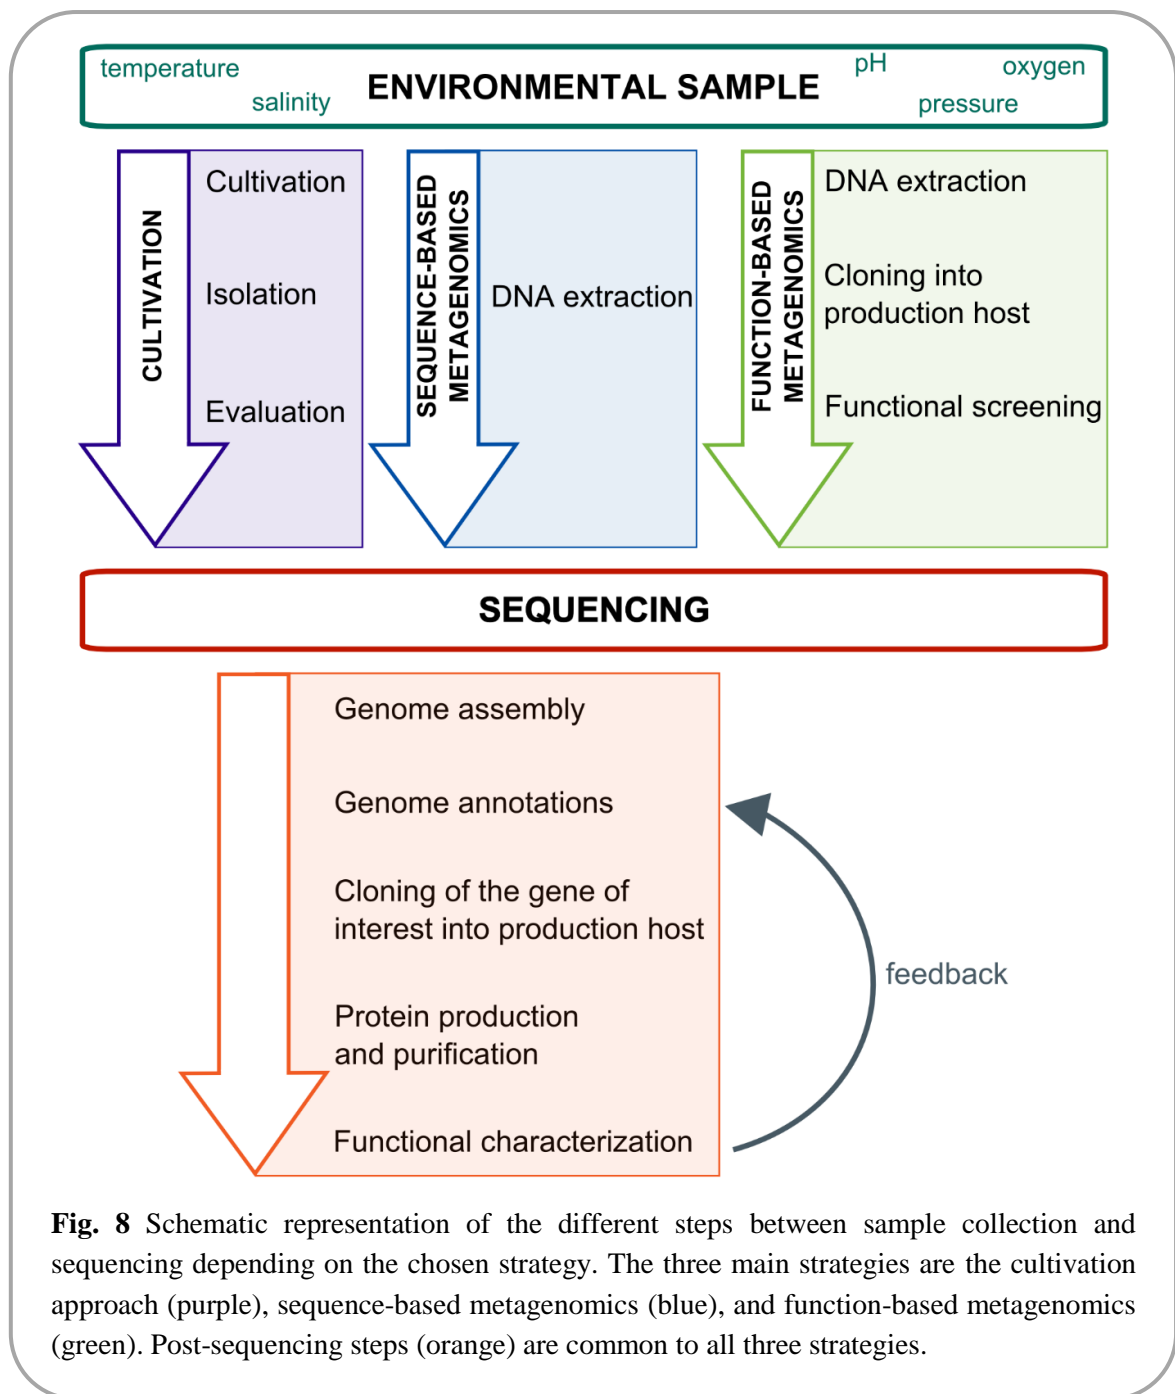 temperature
salinity
ENVIRONMENTAL SAMPLE
pH
oxygen
pressure
CULTIVATION
Cultivation
Isolation
Evaluation
SEQUENCE-BASED
METAGENOMICS
DNA extraction
FUNCTION-BASED
METAGENOMICS
DNA extraction
Cloning into
production host
Functional screening
SEQUENCING
Genome assembly
Genome annotations
Cloning of the gene of
interest into production host
Protein production
and purification
Functional characterization
feedback
Fig. 8 Schematic representation of the different steps between sample collection and
sequencing depending on the chosen strategy. The three main strategies are the cultivation
approach (purple), sequence-based metagenomics (blue), and function-based metagenomics
(green). Post-sequencing steps (orange) are common to all three strategies.